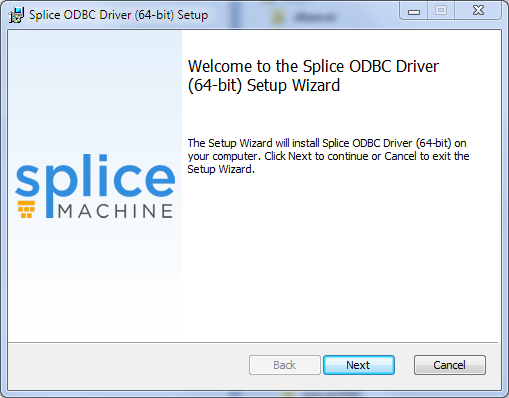 Splice ODBC Driver (64-bit) Setup
Welcome to the Splice ODBC Driver
(64-bit) Setup Wizard
The Setup Wizard will install Splice ODBC Driver (64-bit) on
your computer. Click Next to continue or Cancel to exit the
Setup Wizard.
splice
MACHINE
Back
Next
Cancel